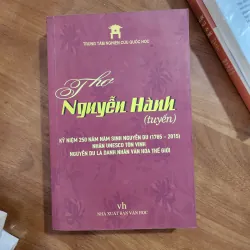 TRUNG TÂM NGHIÊN CỨU QUỐC HỌC
Thơ
Nguyễn Hành
(tuyển)
KỶ NIỆM 250 NĂM NĂM SINH NGUYỄN DU (1765 - 2015)
NHÂN UNESCO TÔN VINH
NGUYỄN DU LÀ DANH NHÂN VĂN HÓA THẾ GIỚI
vh
NHÀ XUẤT BẢN VĂN HỌC